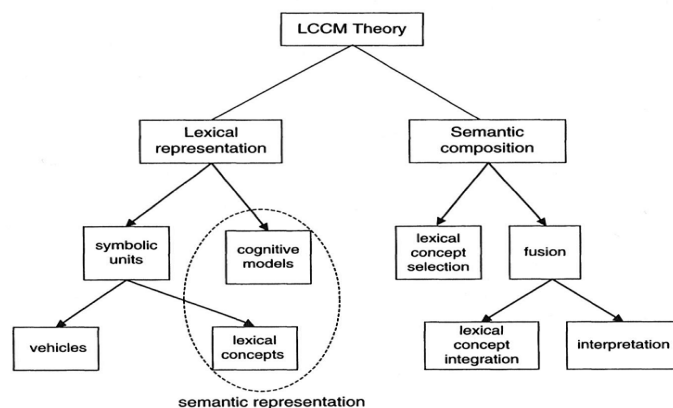 LCCM Theory
Lexical
representation
Semantic
composition
symbolic
units
cognitive
models
lexical
concept
selection
fusion
vehicles
lexical
concepts
lexical
concept
integration
interpretation
semantic representation